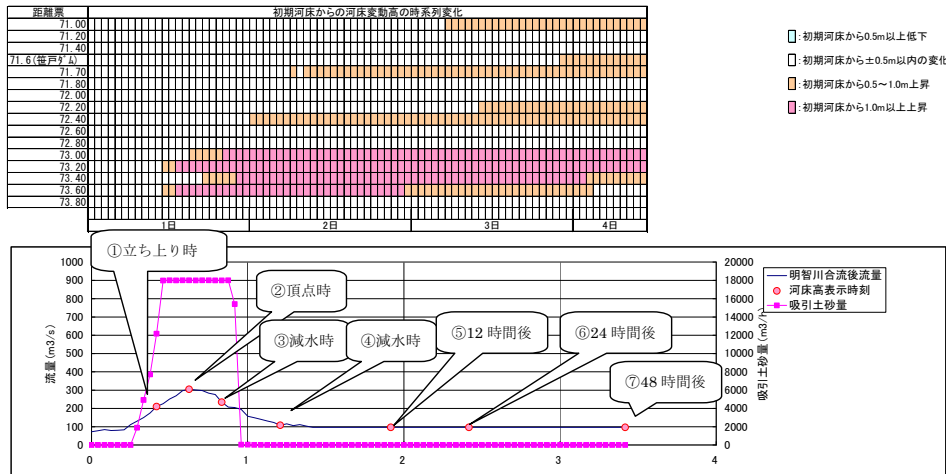 距離票 初期河床からの河床変動高の時系列変化
71.00
71.20
71.40
71.6(笹戸ダム)
71.70
71.80
72.00
72.20
72.40
72.60
72.80
73.00
73.20
73.40
73.60
73.80
1日 2日 3日 4日
:初期河床から0.5m以上低下
:初期河床から±0.5m以内の変化
:初期河床から0.5～1.0m上昇
:初期河床から1.0m以上上昇
①立ち上り時
②頂点時
③減水時
④減水時
⑤12時間後
⑥24時間後
⑦48時間後
流量(m3/s)
1000
900
800
700
600
500
400
300
200
100
0
20000
18000
16000
14000
12000
10000
8000
6000
4000
2000
0
吸引土砂量(m3/h)
0 1 2 3 4
明智川合流後流量
河床高表示時刻
吸引土砂量